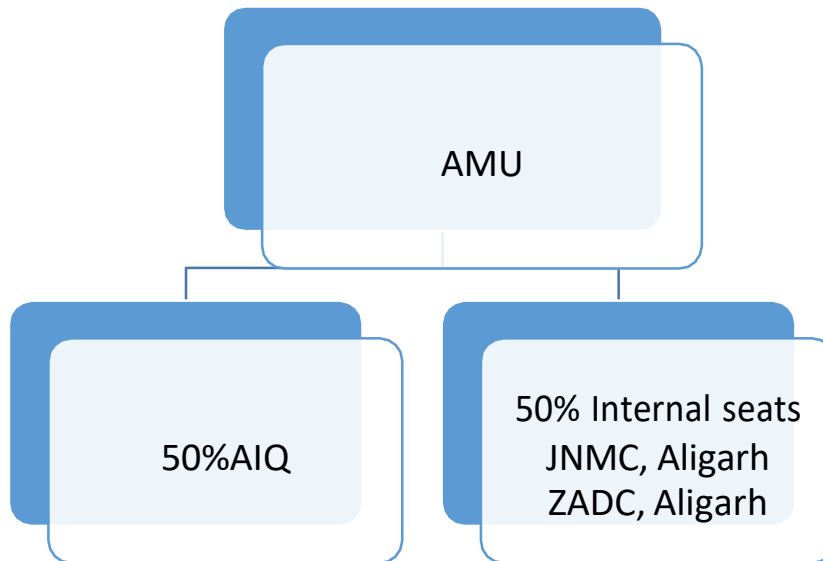 AMU
50%AIQ
50% Internal seats
JNMC, Aligarh
ZADC, Aligarh